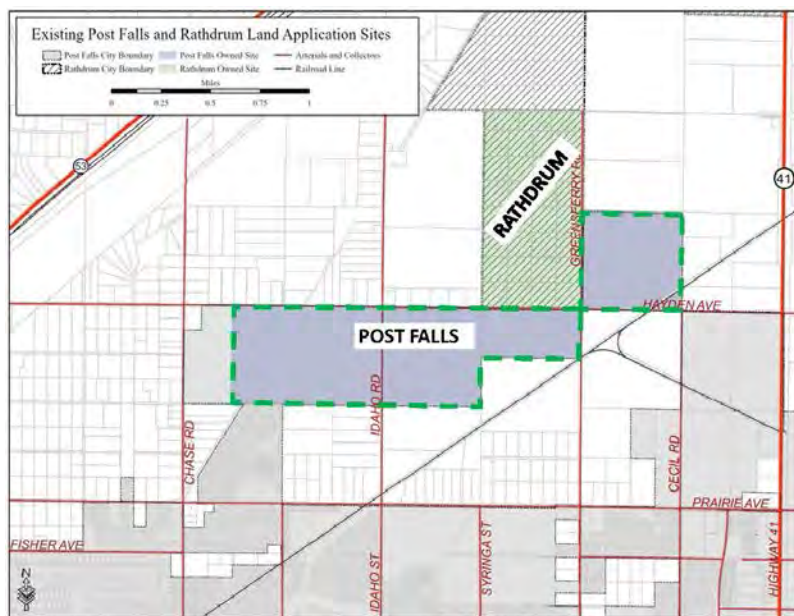 Existing Post Falls and Rathdrum Land Application Sites
Post Falls City Boundary
Post Falls Owned Site
Arterials and Collectors
Rathdrum City Boundary
Rathdrum Owned Site
Railroad Line
Miles
0 0.25 0.5 0.75 1
53
41
RATHDRUM
GREENSFERRY
HAYDEN AVE
POST FALLS
IDAHO RD
CHASE RD
CECIL RD
PRAIRIE AVE
FISHER AVE
IDAHO ST
SYRINGA ST
HIGHWAY 41
N